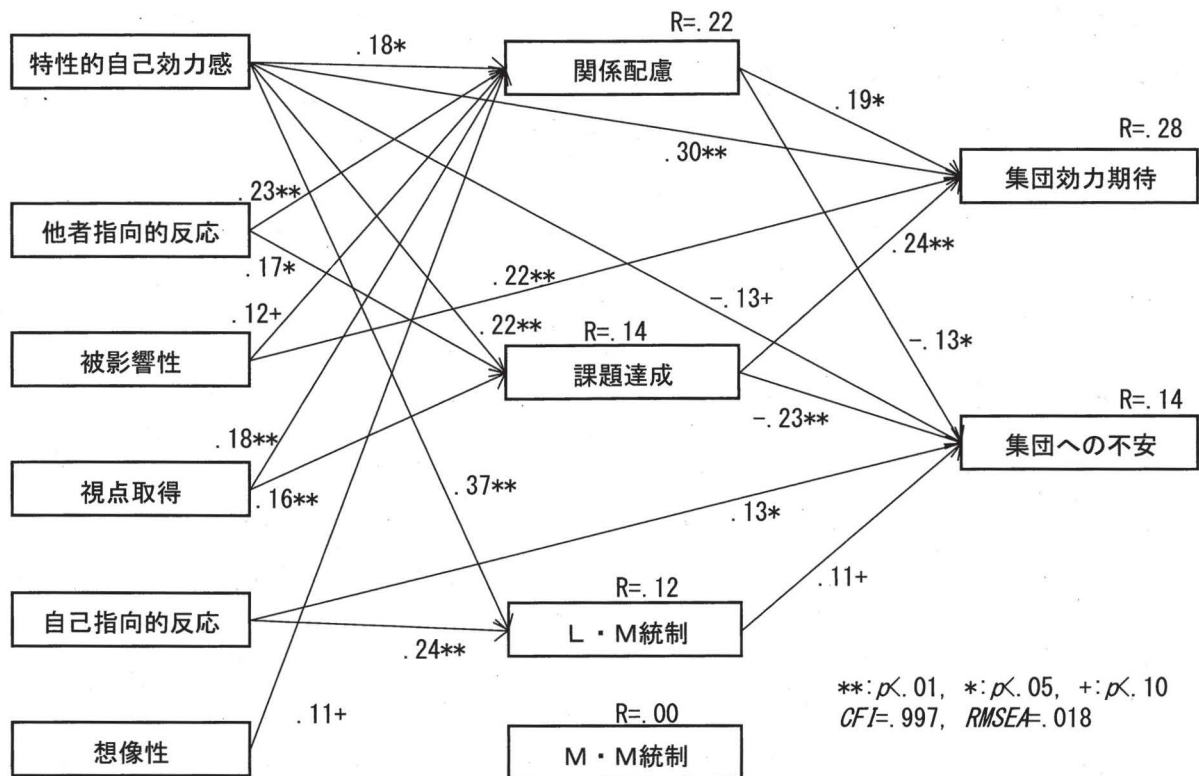 R=.22
.18*
特性的自己効力感
関係配慮
.19*
R=.28
.30**
集団効力期待
.23**
他者指向的反応
.24**
.17*
.22**
-.13+
.12+
.22**
R=.14
-.13*
被影響性
課題達成
R=.14
-.23**
.18**
集団への不安
視点取得
.37**
.16**
.13*
R=.12
.11+
自己指向的反応
L・M統制
.24**
**:p<.01, *:p<.05, +:p<.10
.11+
R=.00
CFI=.997, RMSEA=.018
想像性
M・M統制